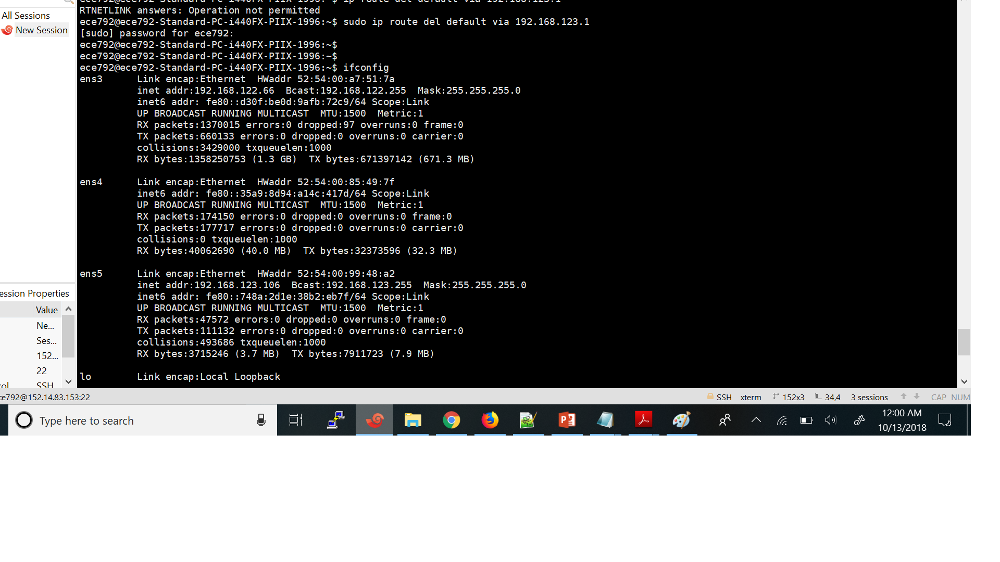 All Sessions
New Session
ece792@ece792-Standard-PC-i440FX-PIIX-1996:~$ ip route del default via 192.168.123.1
RTNETLINK answers: Operation not permitted
ece792@ece792-Standard-PC-i440FX-PIIX-1996:~$ sudo ip route del default via 192.168.123.1
[sudo] password for ece792:
ece792@ece792-Standard-PC-i440FX-PIIX-1996:~$
ece792@ece792-Standard-PC-i440FX-PIIX-1996:~$
ece792@ece792-Standard-PC-i440FX-PIIX-1996:~$ ifconfig
ens3      Link encap:Ethernet  HWaddr 52:54:00:a7:51:7a
          inet addr:192.168.122.66  Bcast:192.168.122.255  Mask:255.255.255.0
          inet6 addr: fe80::d30f:be0d:9afb:72c9/64 Scope:Link
          UP BROADCAST RUNNING MULTICAST  MTU:1500  Metric:1
          RX packets:1370015 errors:0 dropped:97 overruns:0 frame:0
          TX packets:660133 errors:0 dropped:0 overruns:0 carrier:0
          collisions:3429000 txqueuelen:1000
          RX bytes:1358250753 (1.3 GB)  TX bytes:671397142 (671.3 MB)
ens4      Link encap:Ethernet  HWaddr 52:54:00:85:49:7f
          inet6 addr: fe80::35a9:8d94:a14c:417d/64 Scope:Link
          UP BROADCAST RUNNING MULTICAST  MTU:1500  Metric:1
          RX packets:174150 errors:0 dropped:0 overruns:0 frame:0
          TX packets:177717 errors:0 dropped:0 overruns:0 carrier:0
          collisions:0 txqueuelen:1000
          RX bytes:40062690 (40.0 MB)  TX bytes:32373596 (32.3 MB)
ens5      Link encap:Ethernet  HWaddr 52:54:00:99:48:a2
          inet addr:192.168.123.106  Bcast:192.168.123.255  Mask:255.255.255.0
          inet6 addr: fe80::748a:2d1e:38b2:eb7f/64 Scope:Link
          UP BROADCAST RUNNING MULTICAST  MTU:1500  Metric:1
          RX packets:47572 errors:0 dropped:0 overruns:0 frame:0
          TX packets:111132 errors:0 dropped:0 overruns:0 carrier:0
          collisions:493686 txqueuelen:1000
          RX bytes:3715246 (3.7 MB)  TX bytes:7911723 (7.9 MB)
lo        Link encap:Local Loopback
ession Properties
Value
Ne...
Ses...
152...
22
col SSH
ce792@152.14.83.153:22
SSH xterm 152x3 34,4 3 sessions CAP NUM
Type here to search
12:00 AM
10/13/2018